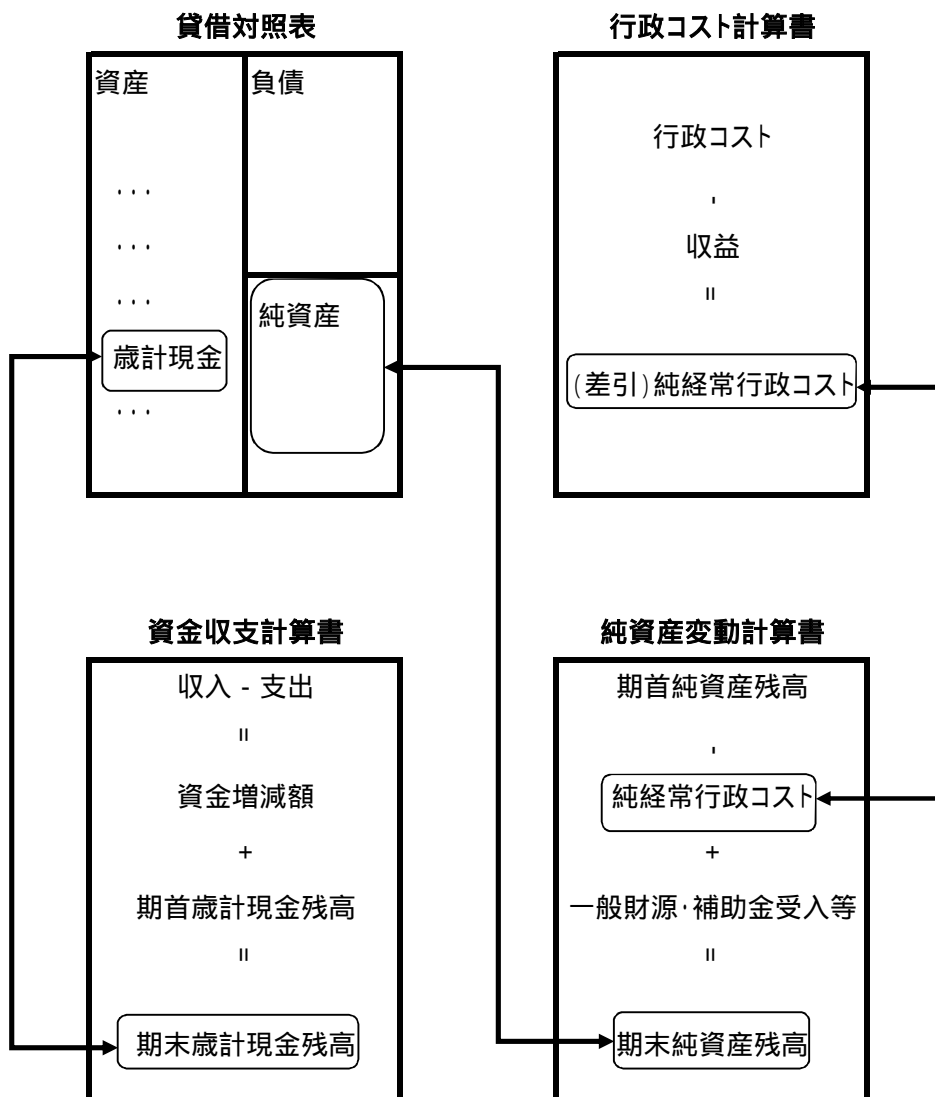 貸借対照表
資産
負債
・・・
・・・
・・・
歳計現金
・・・
純資産
行政コスト計算書
行政コスト
-
収益
=
(差引)純経常行政コスト
資金収支計算書
収入 - 支出
=
資金増減額
+
期首歳計現金残高
=
期末歳計現金残高
純資産変動計算書
期首純資産残高
-
純経常行政コスト
+
一般財源・補助金受入等
=
期末純資産残高